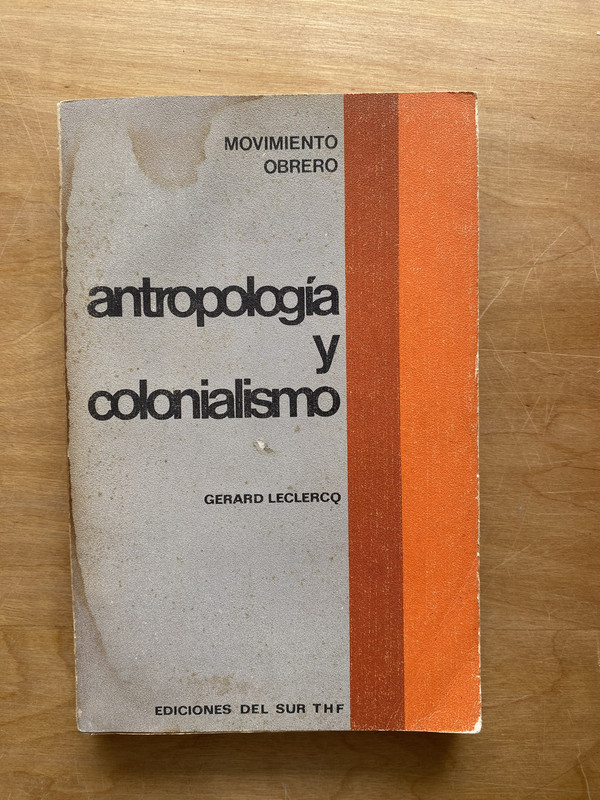 MOVIMIENTO
OBRERO
antropología
y
colonialismo
GERARD LECLERCQ
EDICIONES DEL SUR THF